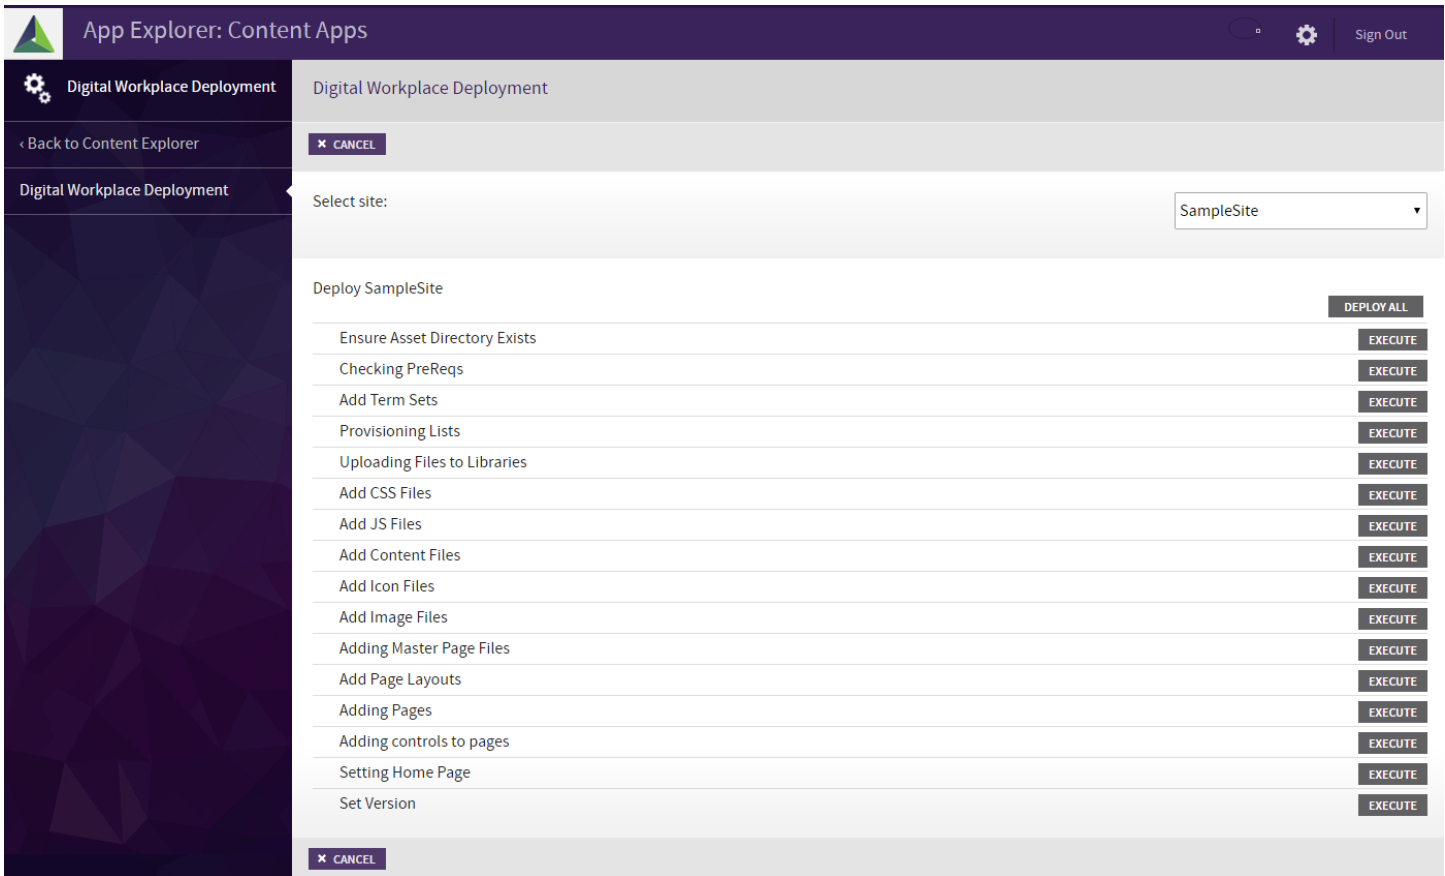 App Explorer: Content Apps
Sign Out
Digital Workplace Deployment
Digital Workplace Deployment
‹ Back to Content Explorer
× CANCEL
Digital Workplace Deployment
Select site:
SampleSite
Deploy SampleSite
DEPLOY ALL
Ensure Asset Directory Exists EXECUTE
Checking PreReqs EXECUTE
Add Term Sets EXECUTE
Provisioning Lists EXECUTE
Uploading Files to Libraries EXECUTE
Add CSS Files EXECUTE
Add JS Files EXECUTE
Add Content Files EXECUTE
Add Icon Files EXECUTE
Add Image Files EXECUTE
Adding Master Page Files EXECUTE
Add Page Layouts EXECUTE
Adding Pages EXECUTE
Adding controls to pages EXECUTE
Setting Home Page EXECUTE
Set Version EXECUTE
× CANCEL